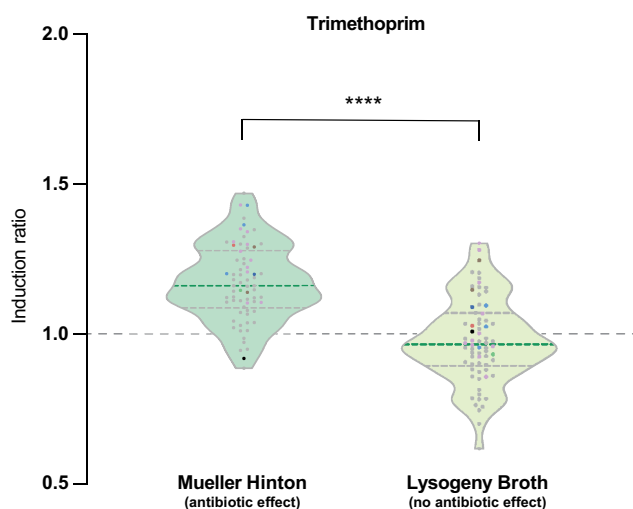 Trimethoprim
2.0
****
1.5
Induction ratio
1.0
0.5
Mueller Hinton
(antibiotic effect)
Lysogeny Broth
(no antibiotic effect)